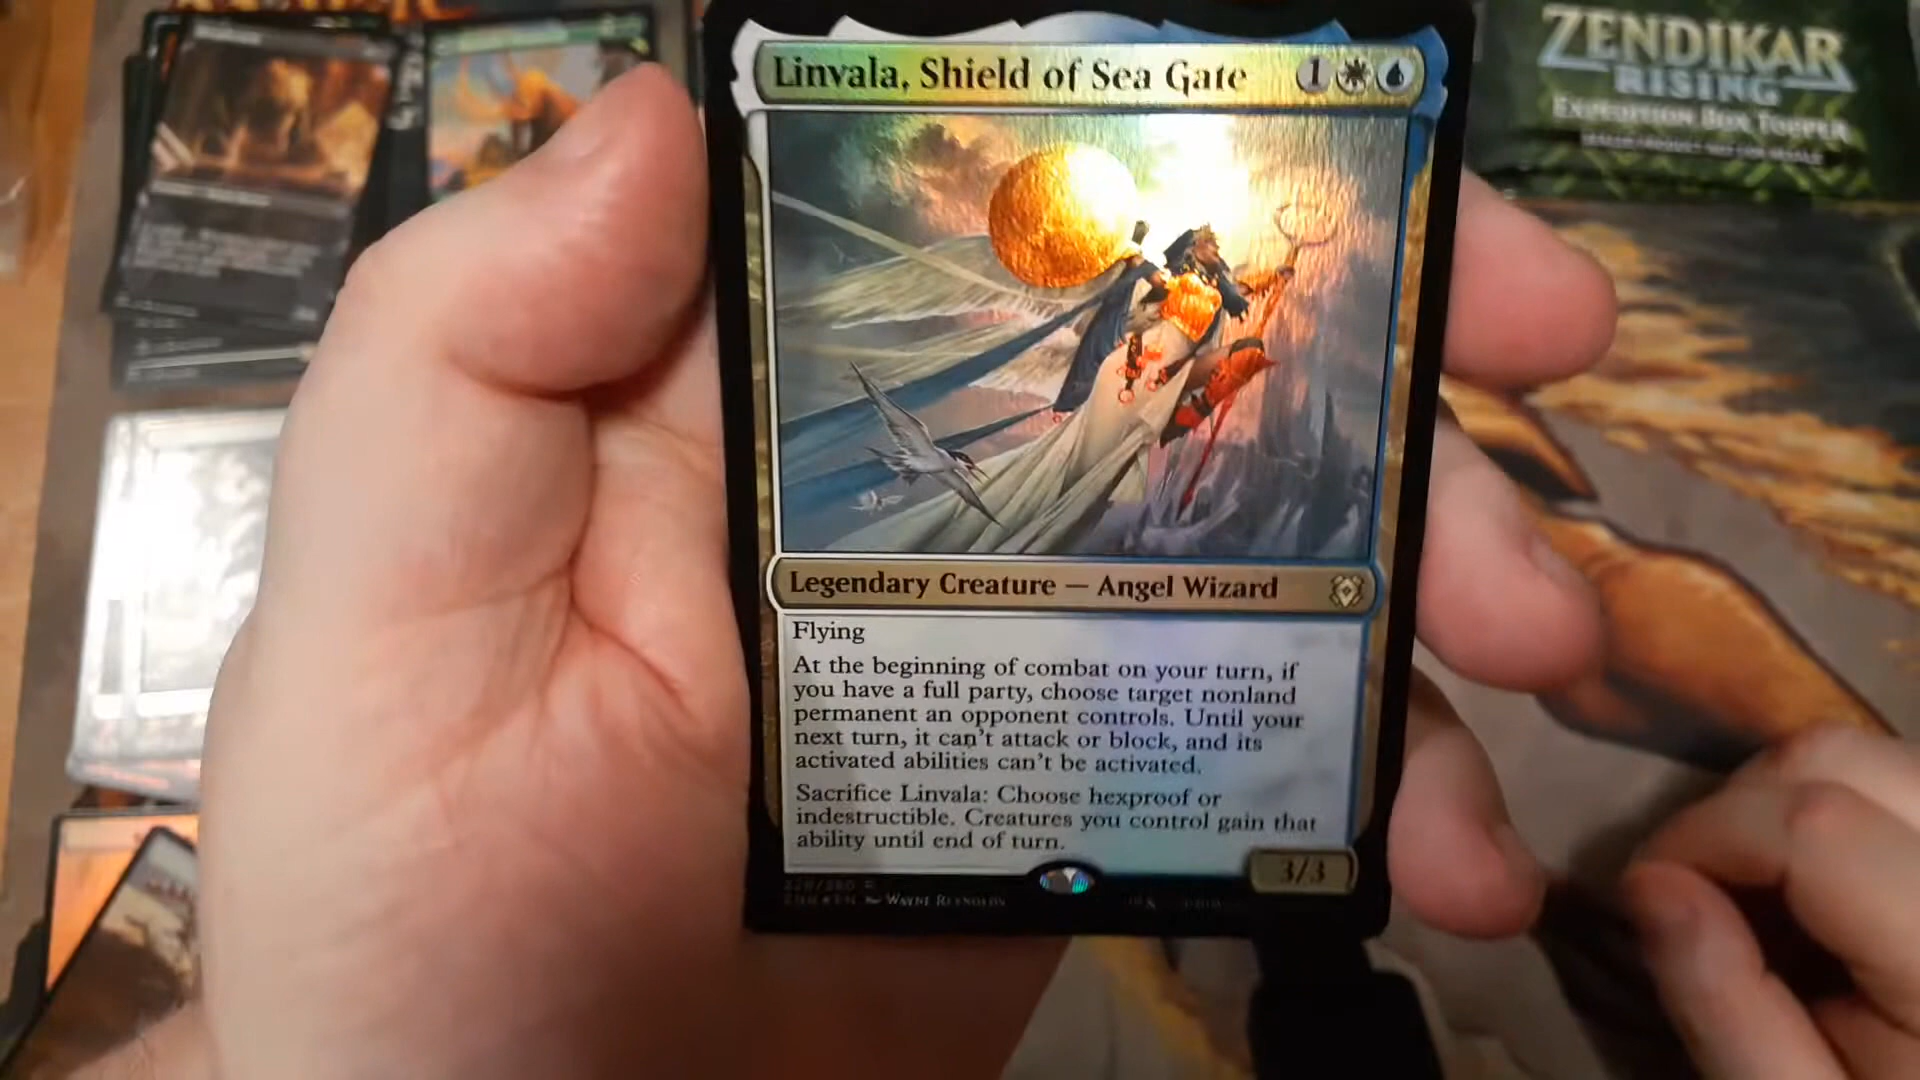 Linvala, Shield of Sea Gate
1
ZENDIKAR
RISING
EXPEDITION BOX TOPPER
Legendary Creature — Angel Wizard
Flying
At the beginning of combat on your turn, if
you have a full party, choose target nonland
permanent an opponent controls. Until your
next turn, it can't attack or block, and its
activated abilities can't be activated.
Sacrifice Linvala: Choose hexproof or
indestructible. Creatures you control gain that
ability until end of turn.
3/3
WAYNE REYNOLDS